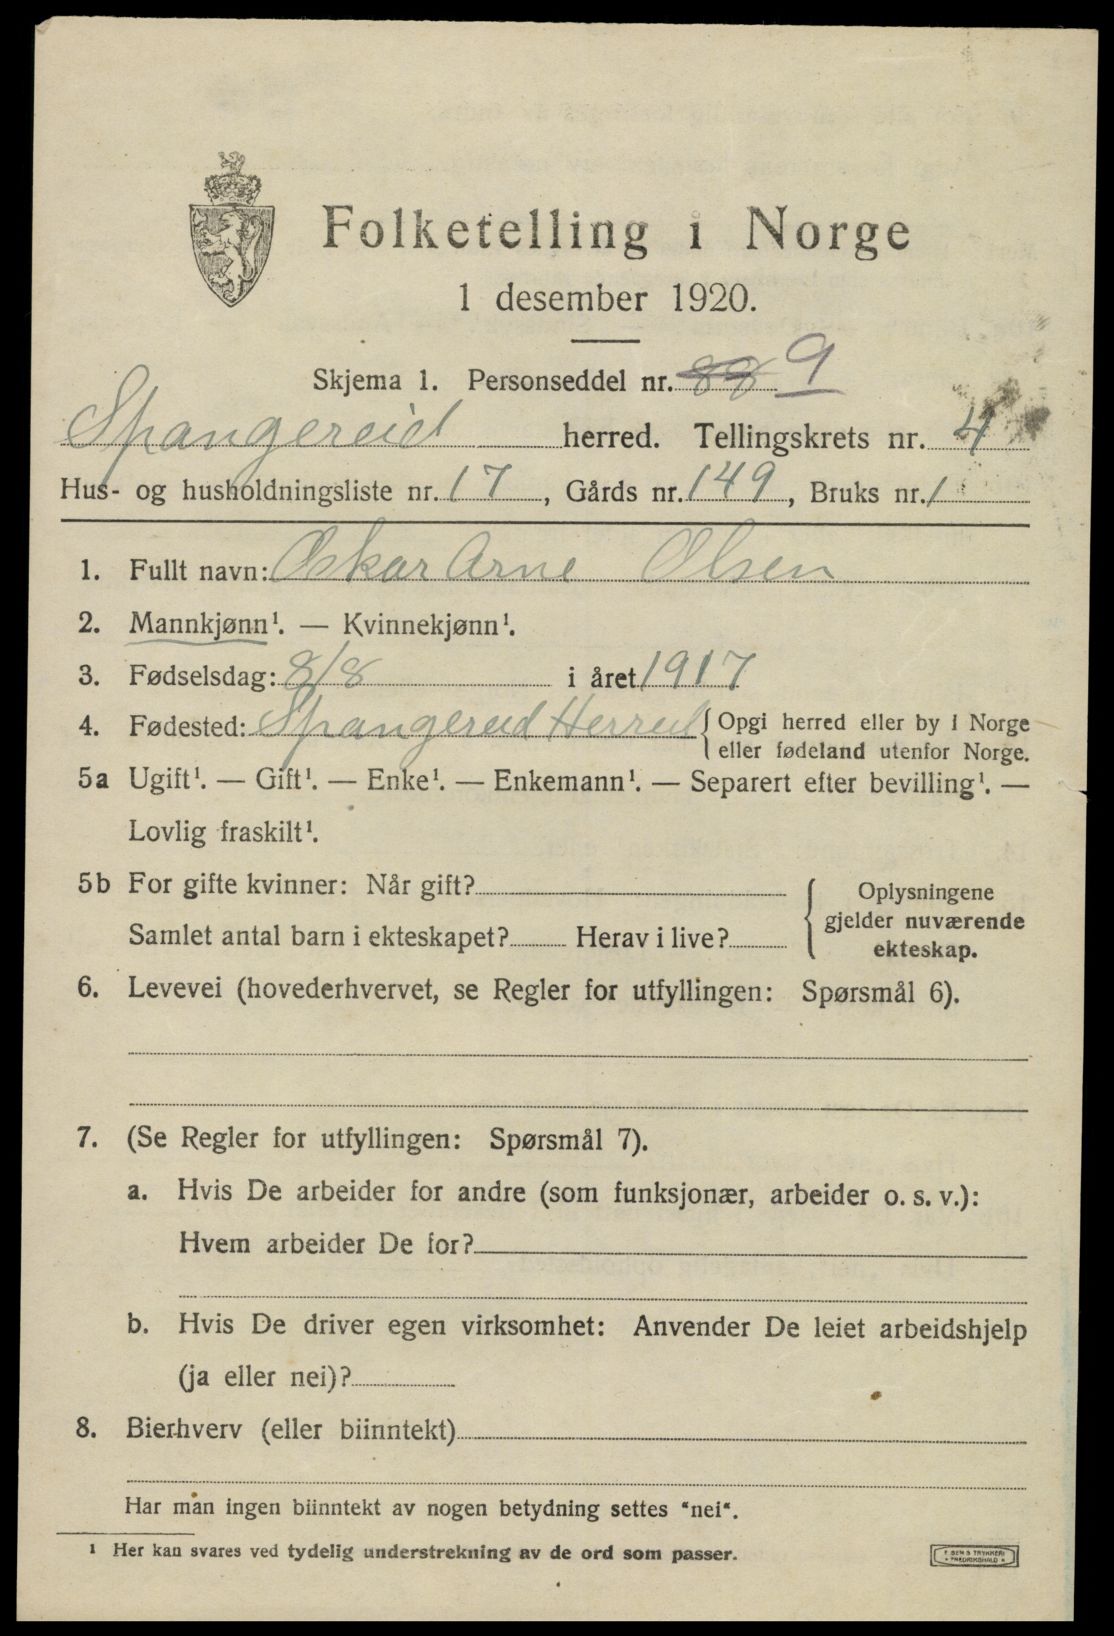 Folketelling i Norge
1 desember 1920.
Skjema 1. Personseddel nr. 88 9
Spangereid herred. Tellingskrets nr. 4
Hus- og husholdningsliste nr. 17, Gårds nr. 149, Bruks nr. 1
1. Fullt navn: Oskar Arne Olsen
2. Mannkjønn¹. — Kvinnekjønn¹.
3. Fødselsdag: 8/8 i året 1917
4. Fødested: Spangereid Herred { Opgi herred eller by i Norge
eller fødeland utenfor Norge.
5a Ugift¹. — Gift¹. — Enke¹. — Enkemann¹. — Separert efter bevilling¹. —
Lovlig fraskilt¹.
5b For gifte kvinner: Når gift?
Samlet antal barn i ekteskapet? Herav i live?
{ Oplysningene
gjelder nuværende
ekteskap.
6. Levevei (hovederhvervet, se Regler for utfyllingen: Spørsmål 6).
7. (Se Regler for utfyllingen: Spørsmål 7).
a. Hvis De arbeider for andre (som funksjonær, arbeider o. s. v.):
Hvem arbeider De for?
b. Hvis De driver egen virksomhet: Anvender De leiet arbeidshjelp
(ja eller nei)?
8. Bierhverv (eller biinntekt)
Har man ingen biinntekt av nogen betydning settes "nei".
¹ Her kan svares ved tydelig understrekning av de ord som passer.
TRYKKERI
FREDRIKSHALD